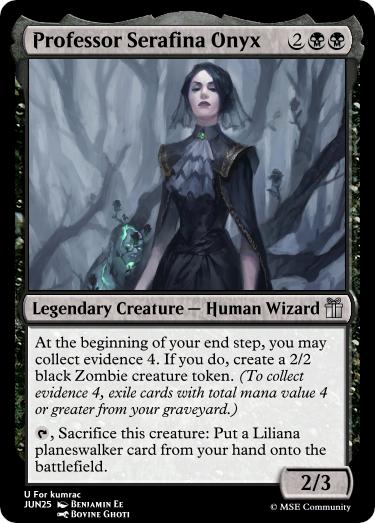 Professor Serafina Onyx 2
Legendary Creature — Human Wizard
At the beginning of your end step, you may
collect evidence 4. If you do, create a 2/2
black Zombie creature token. (To collect
evidence 4, exile cards with total mana value 4
or greater from your graveyard.)
, Sacrifice this creature: Put a Liliana
planeswalker card from your hand onto the
battlefield.
2/3
U For kumrac
JUN25 Benjamin Ee
Bovine Ghoti
© MSE Community